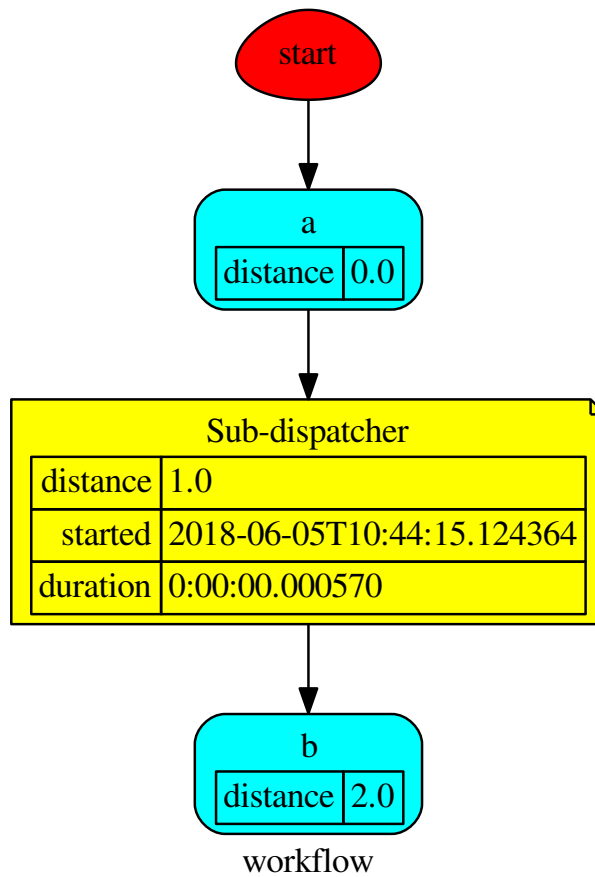 start
a
distance 0.0
Sub-dispatcher
distance 1.0
started 2018-06-05T10:44:15.124364
duration 0:00:00.000570
b
distance 2.0
workflow